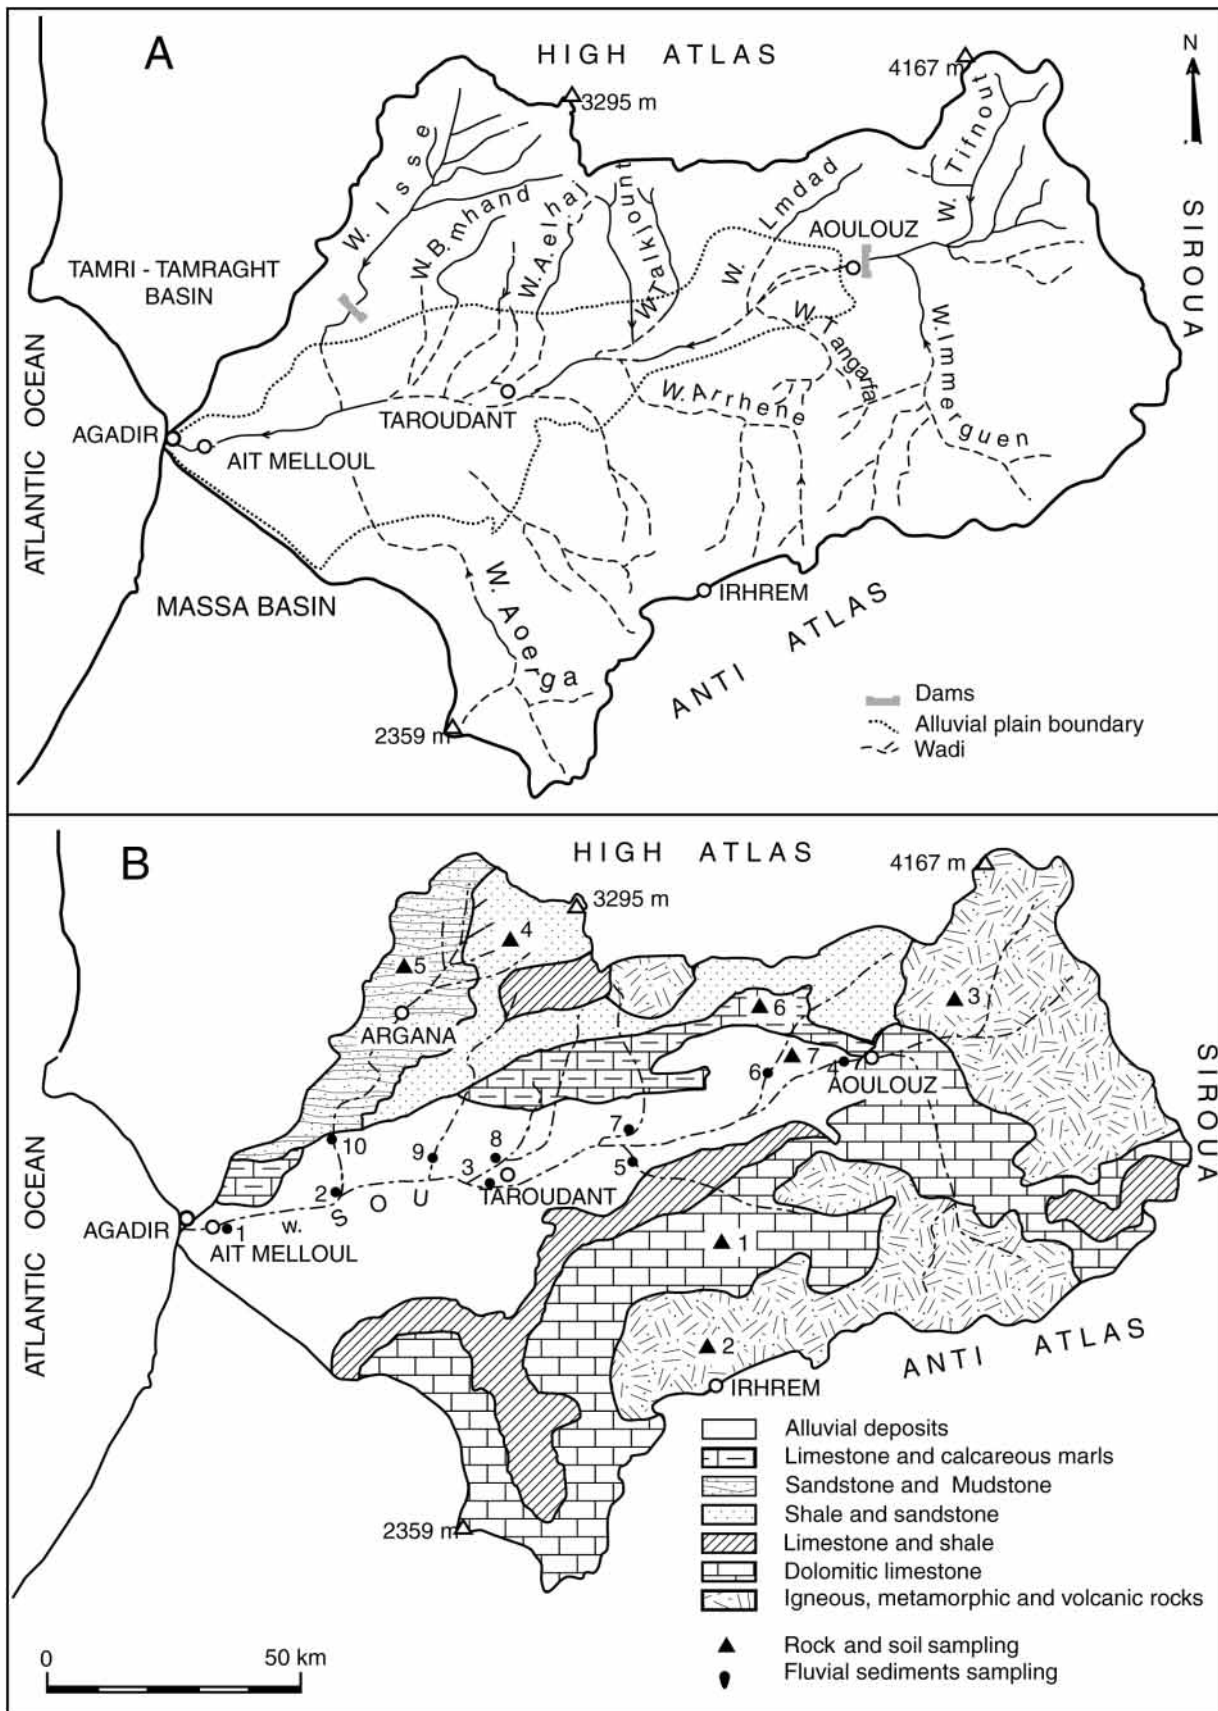 A
HIGH ATLAS
N
4167 m
3295 m
W. Isse
W. Tifnout
W. Bmhand
W. A.elhaj
W. Talkjount
W. Lmdad
AOULOUZ
SIROUA
TAMRI - TAMRAGHT
BASIN
W. Tangarfa
W. Immerguen
ATLANTIC OCEAN
W. Arrhene
TAROUDANT
AGADIR
AIT MELLOUL
W. Aoerga
IRHREM
MASSA BASIN
ANTI ATLAS
2359 m
Dams
Alluvial plain boundary
Wadi
B
HIGH ATLAS
4167 m
3295 m
4
5
3
6
ARGANA
7
6
4
AOULOUZ
SIROUA
7
10
9
8
5
3
TAROUDANT
2
W. SOU
1
AGADIR
AIT MELLOUL
ATLANTIC OCEAN
1
2
ANTI ATLAS
IRHREM
2359 m
Alluvial deposits
Limestone and calcareous marls
Sandstone and Mudstone
Shale and sandstone
Limestone and shale
Dolomitic limestone
Igneous, metamorphic and volcanic rocks
Rock and soil sampling
Fluvial sediments sampling
0 50 km